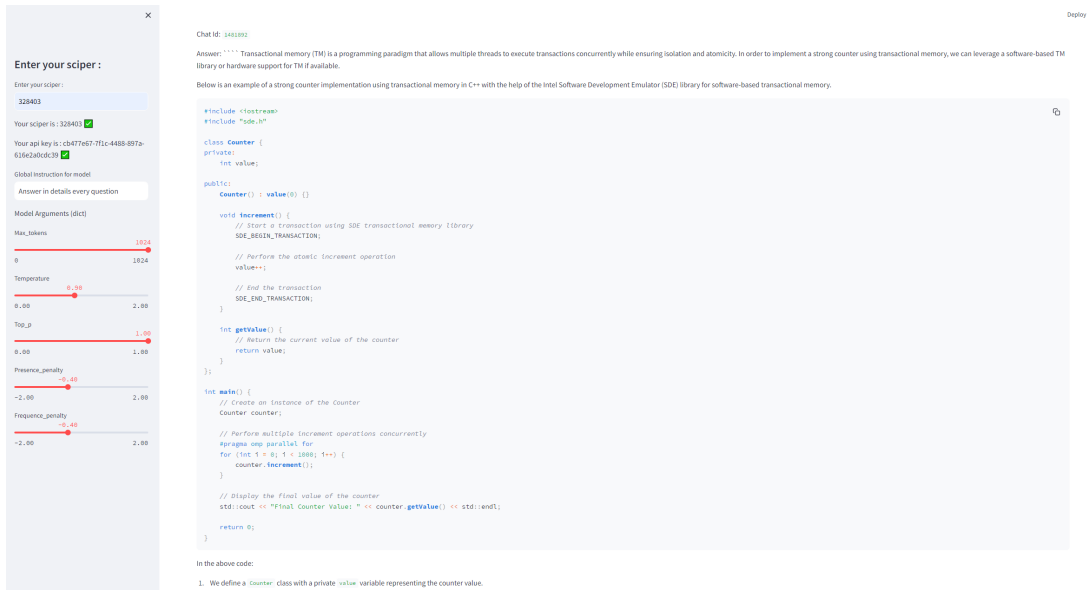 Deploy
Enter your sciper :
Enter your sciper :
328403
Your sciper is : 328403 ✅
Your api key is : cb477e67-7f1c-4488-897a-
616e2a0cdc39 ✅
Global Instruction for model
Answer in details every question
Model Arguments (dict)
Max_tokens
1024
0 1024
Temperature
0.90
0.00 2.00
Top_p
1.00
0.00 1.00
Presence_penalty
-0.40
-2.00 2.00
Frequence_penalty
-0.40
-2.00 2.00
Chat Id: 1481892
Answer: ```` Transactional memory (TM) is a programming paradigm that allows multiple threads to execute transactions concurrently while ensuring isolation and atomicity. In order to implement a strong counter using transactional memory, we can leverage a software-based TM
library or hardware support for TM if available.
Below is an example of a strong counter implementation using transactional memory in C++ with the help of the Intel Software Development Emulator (SDE) library for software-based transactional memory.
#include <iostream>
#include "sde.h"
class Counter {
private:
int value;
public:
Counter() : value(0) {}
void increment() {
// Start a transaction using SDE transactional memory library
SDE_BEGIN_TRANSACTION;
// Perform the atomic increment operation
value++;
// End the transaction
SDE_END_TRANSACTION;
}
int getValue() {
// Return the current value of the counter
return value;
}
};
int main() {
// Create an instance of the Counter
Counter counter;
// Perform multiple increment operations concurrently
#pragma omp parallel for
for (int i = 0; i < 1000; i++) {
counter.increment();
}
// Display the final value of the counter
std::cout << "Final Counter Value: " << counter.getValue() << std::endl;
return 0;
}
In the above code:
1. We define a Counter class with a private value variable representing the counter value.